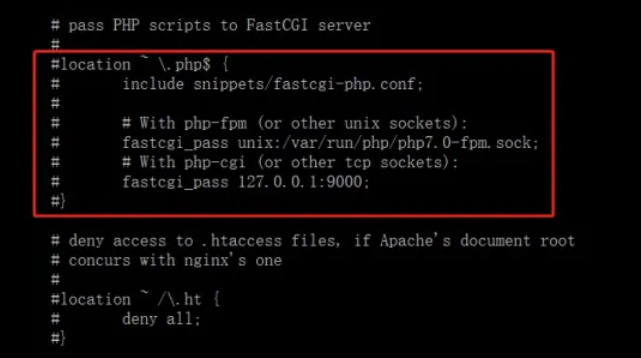 # pass PHP scripts to FastCGI server
#
#location ~ \.php$ {
#       include snippets/fastcgi-php.conf;
#
#       # With php-fpm (or other unix sockets):
#       fastcgi_pass unix:/var/run/php/php7.0-fpm.sock;
#       # With php-cgi (or other tcp sockets):
#       fastcgi_pass 127.0.0.1:9000;
#}
# deny access to .htaccess files, if Apache's document root
# concurs with nginx's one
#
#location ~ /\.ht {
#       deny all;
#}